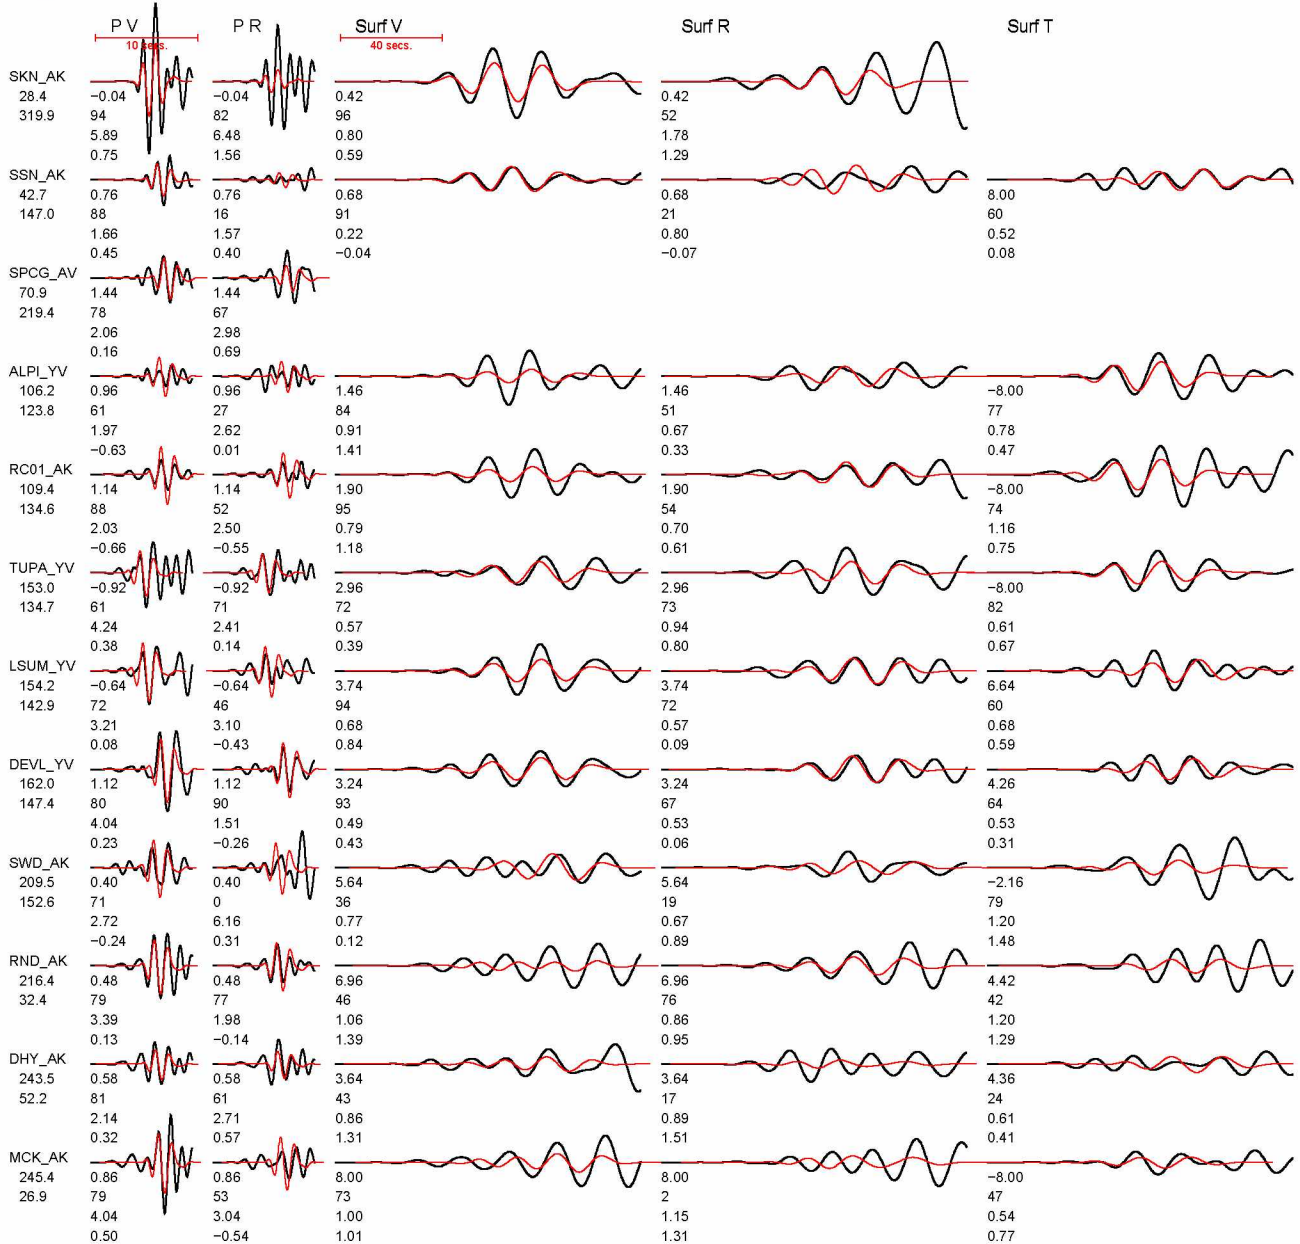 P V P R Surf V Surf R Surf T
10 secs. 40 secs.
SKN_AK
28.4 −0.04 −0.04 0.42 0.42
319.9 94 82 96 52
5.89 6.48 0.80 1.78
0.75 1.56 0.59 1.29
SSN_AK
42.7 0.76 0.76 0.68 0.68 8.00
147.0 88 16 91 21 60
1.66 1.57 0.22 0.80 0.52
0.45 0.40 −0.04 −0.07 0.08
SPCG_AV
70.9 1.44 1.44
219.4 78 67
2.06 2.98
0.16 0.69
ALPI_YV
106.2 0.96 0.96 1.46 1.46 −8.00
123.8 61 27 84 51 77
1.97 2.62 0.91 0.67 0.78
−0.63 0.01 1.41 0.33 0.47
RC01_AK
109.4 1.14 1.14 1.90 1.90 −8.00
134.6 88 52 95 54 74
2.03 2.50 0.79 0.70 1.16
−0.66 −0.55 1.18 0.61 0.75
TUPA_YV
153.0 −0.92 −0.92 2.96 2.96 −8.00
134.7 61 71 72 73 82
4.24 2.41 0.57 0.94 0.61
0.38 0.14 0.39 0.80 0.67
LSUM_YV
154.2 −0.64 −0.64 3.74 3.74 6.64
142.9 72 46 94 72 60
3.21 3.10 0.68 0.57 0.68
0.08 −0.43 0.84 0.09 0.59
DEVL_YV
162.0 1.12 1.12 3.24 3.24 4.26
147.4 80 90 93 67 64
4.04 1.51 0.49 0.53 0.53
0.23 −0.26 0.43 0.06 0.31
SWD_AK
209.5 0.40 0.40 5.64 5.64 −2.16
152.6 71 0 36 19 79
2.72 6.16 0.77 0.67 1.20
−0.24 0.31 0.12 0.89 1.48
RND_AK
216.4 0.48 0.48 6.96 6.96 4.42
32.4 79 77 46 76 42
3.39 1.98 1.06 0.86 1.20
0.13 −0.14 1.39 0.95 1.29
DHY_AK
243.5 0.58 0.58 3.64 3.64 4.36
52.2 81 61 43 17 24
2.14 2.71 0.86 0.89 0.61
0.32 0.57 1.31 1.51 0.41
MCK_AK
245.4 0.86 0.86 8.00 8.00 −8.00
26.9 79 53 73 2 47
4.04 3.04 1.00 1.15 0.54
0.50 −0.54 1.01 1.31 0.77